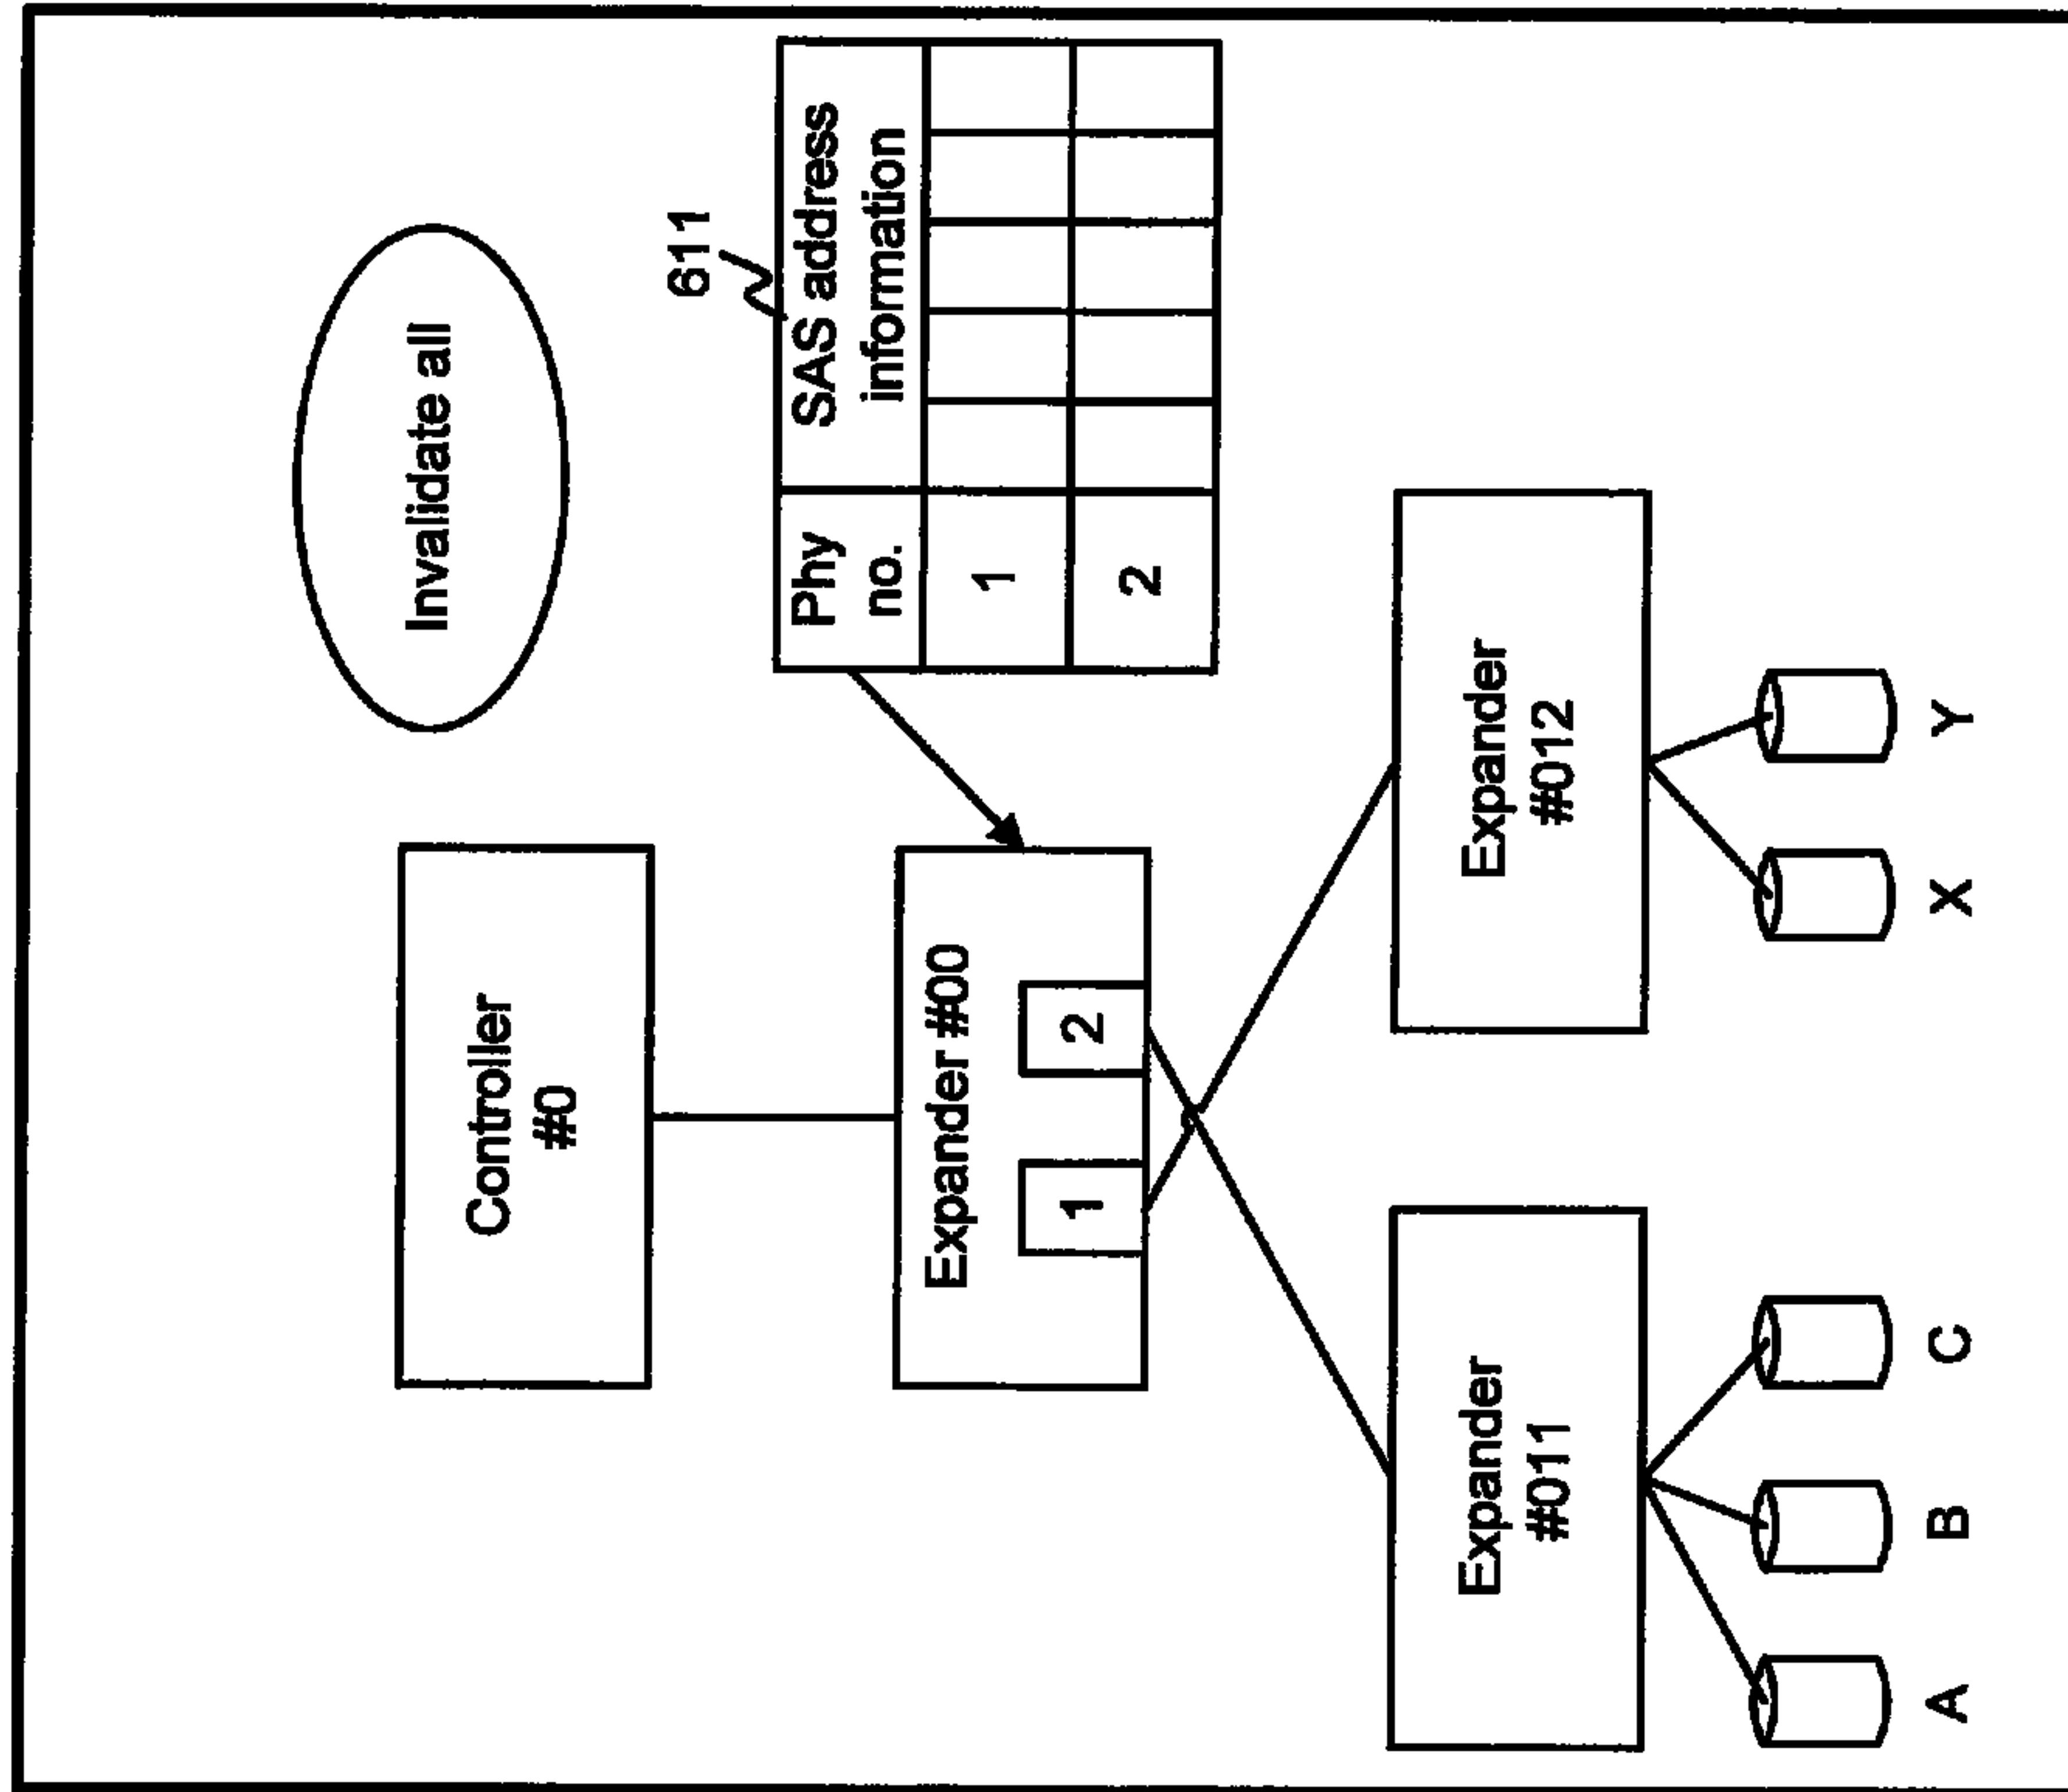 Invalidate all
Controller
#0
611
Phy
no.
SAS address
information
1
2
Expander #00
1
2
Expander
#011
Expander
#012
A
B
C
X
Y